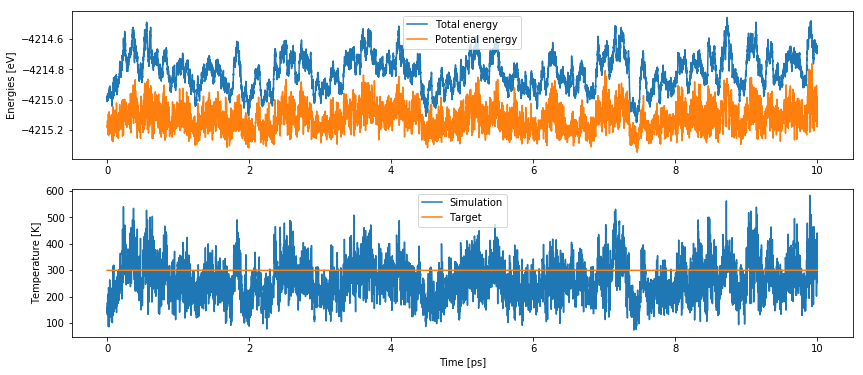 Energies [eV]
−4214.6
−4214.8
−4215.0
−4215.2
Total energy
Potential energy
0 2 4 6 8 10
Temperature [K]
600
500
400
300
200
100
Simulation
Target
0 2 4 6 8 10
Time [ps]